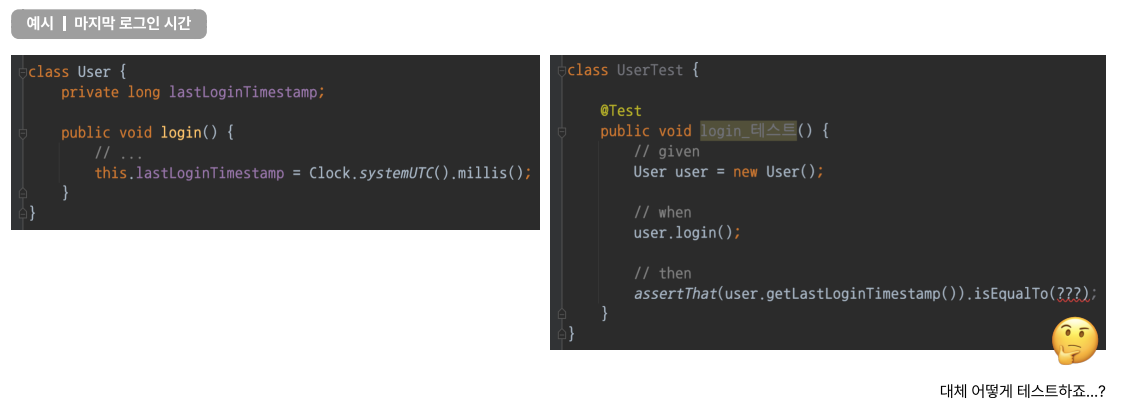 예시 | 마지막 로그인 시간
class User {
    private long lastLoginTimestamp;
    public void login() {
        // ...
        this.lastLoginTimestamp = Clock.systemUTC().millis();
    }
}
class UserTest {
    @Test
    public void login_테스트() {
        // given
        User user = new User();
        // when
        user.login();
        // then
        assertThat(user.getLastLoginTimestamp()).isEqualTo(???);
    }
}
대체 어떻게 테스트하죠...?